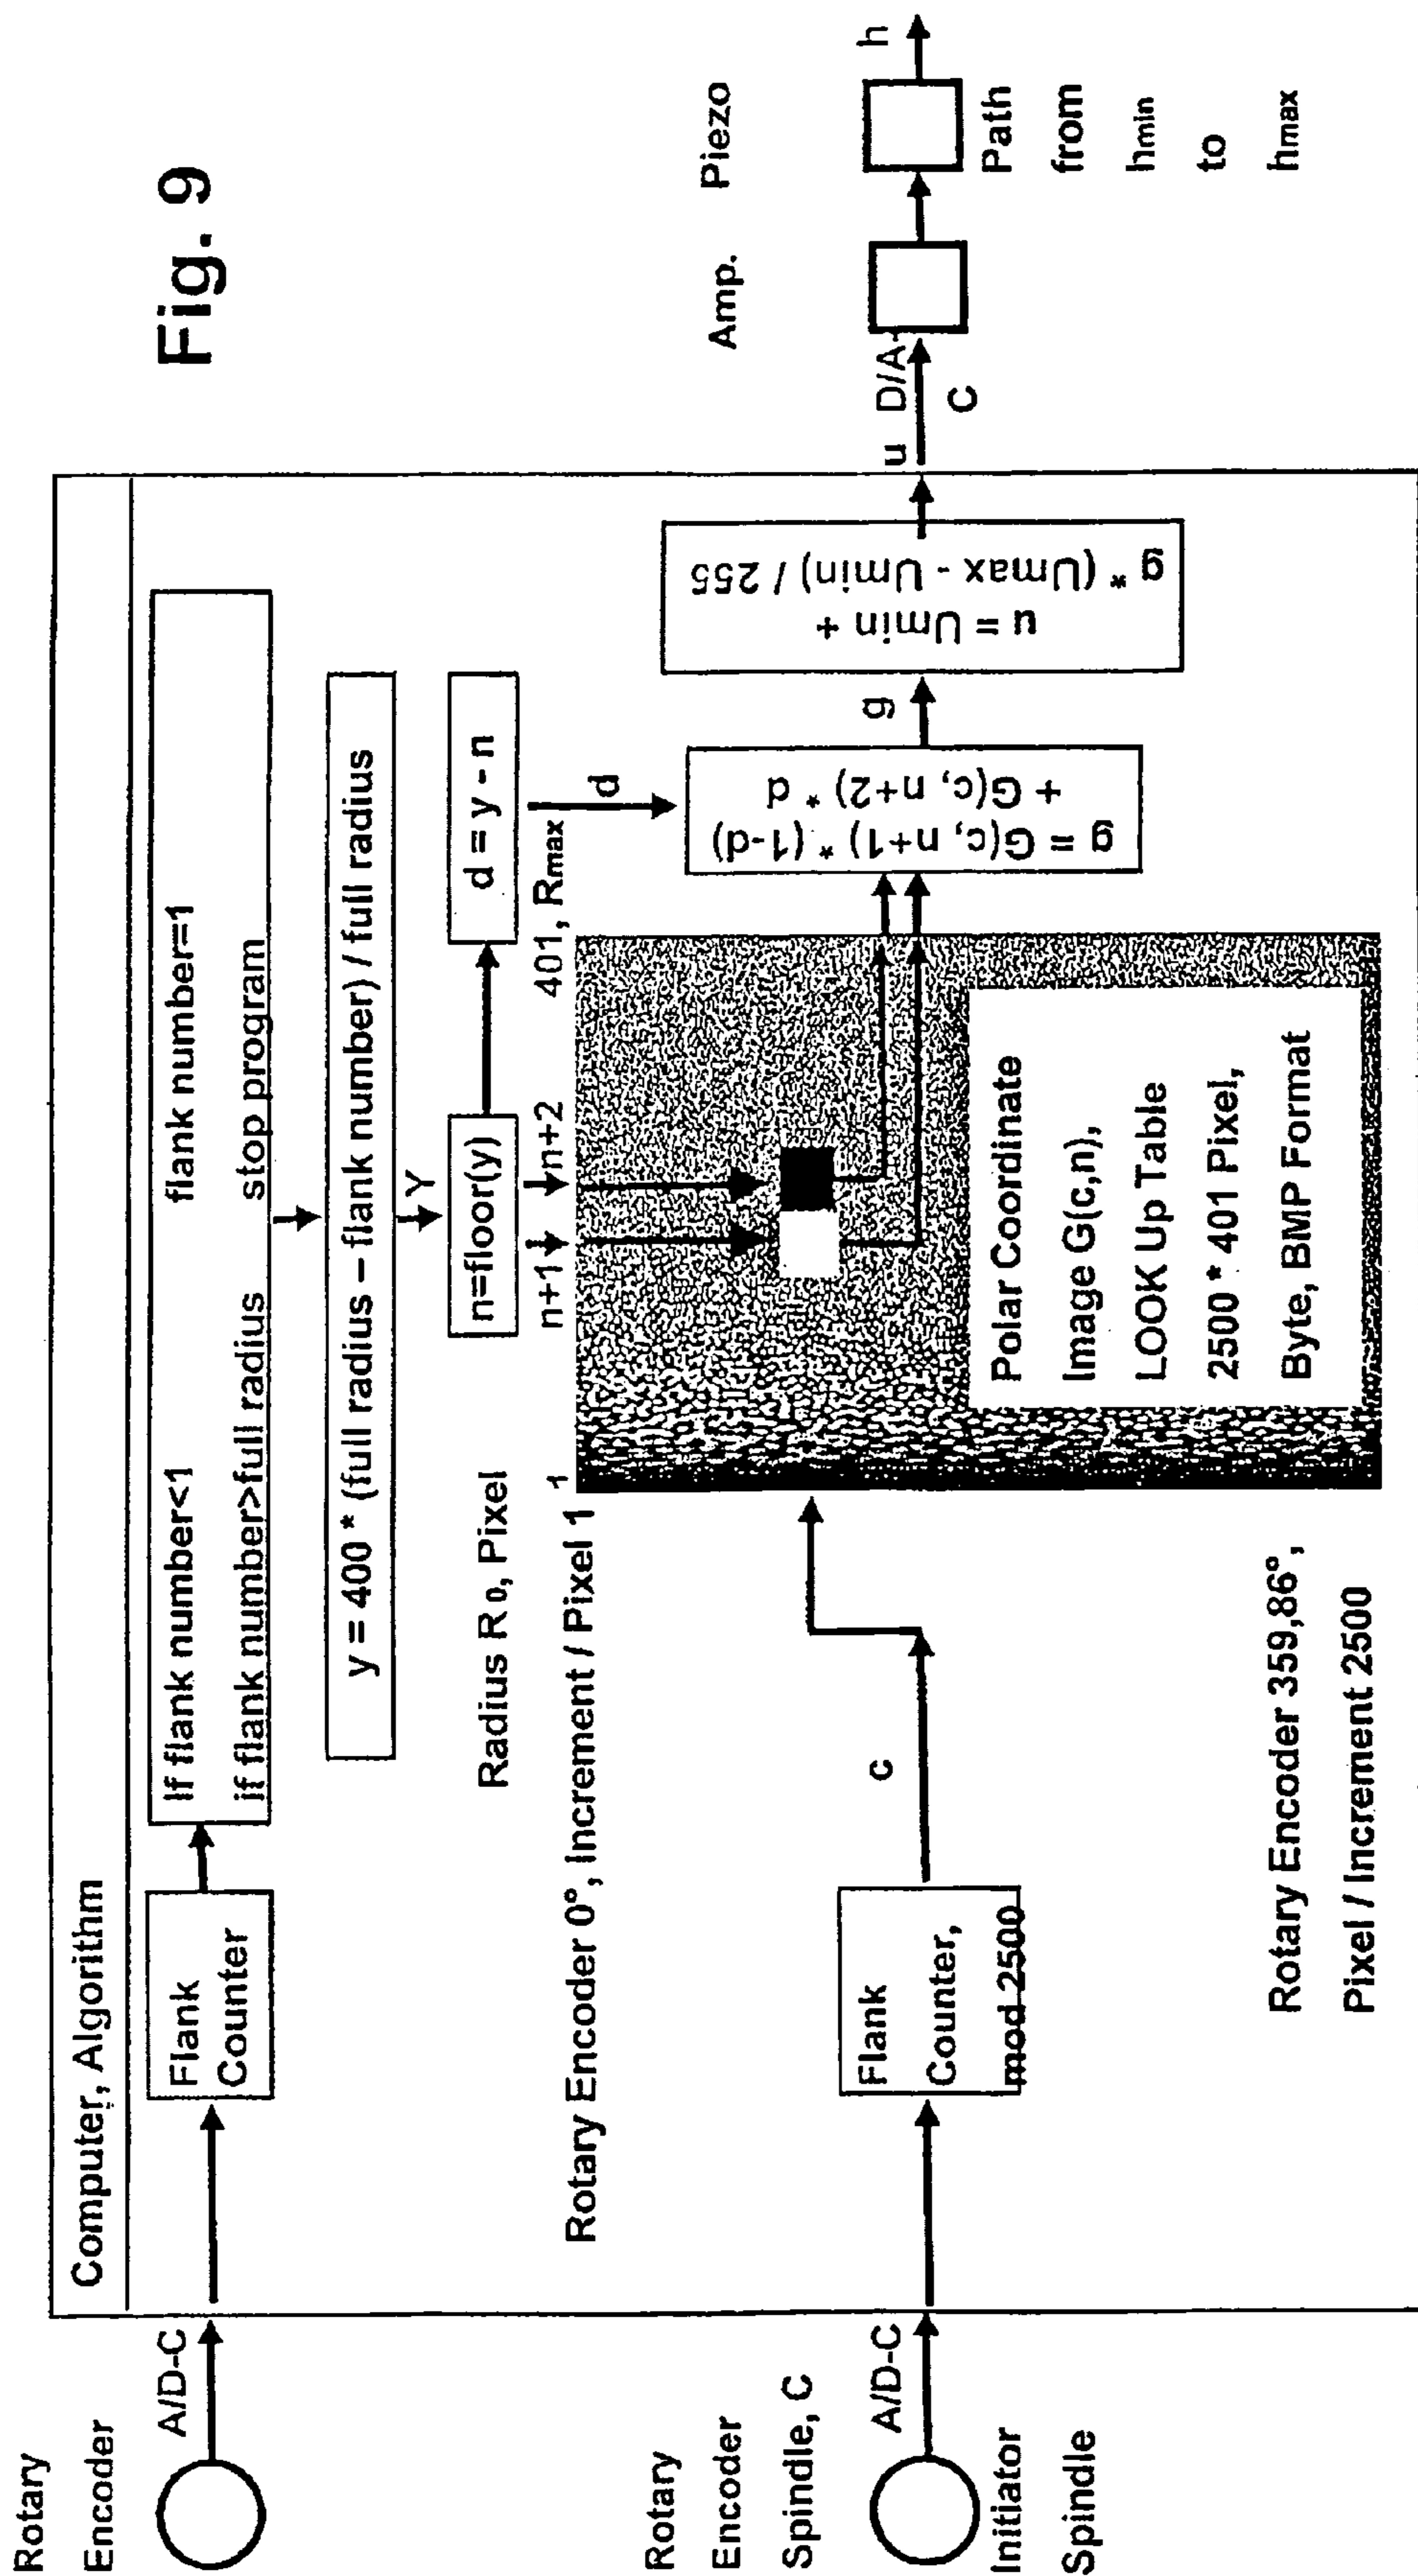 Fig. 9
Rotary
Encoder
A/D-C
Computer, Algorithm
Flank
Counter
If flank number<1 flank number=1
if flank number>full radius stop program
y = 400 * (full radius – flank number) / full radius
Y
n=floor(y)
d = y - n
d
Radius R0, Pixel
1
n+1
n+2
401, Rmax
Rotary Encoder 0°, Increment / Pixel 1
Rotary
Encoder
Spindle, C
A/D-C
Initiator
Spindle
Flank
Counter,
mod 2500
c
Polar Coordinate
Image G(c,n),
LOOK Up Table
2500 * 401 Pixel,
Byte, BMP Format
Rotary Encoder 359,86°,
Pixel / Increment 2500
g = G(c, n+1) * (1-d)
+ G(c, n+2) * d
g
u = Umin +
g * (Umax - Umin) / 255
u
D/A-
C
Amp.
Piezo
h
Path
from
hmin
to
hmax